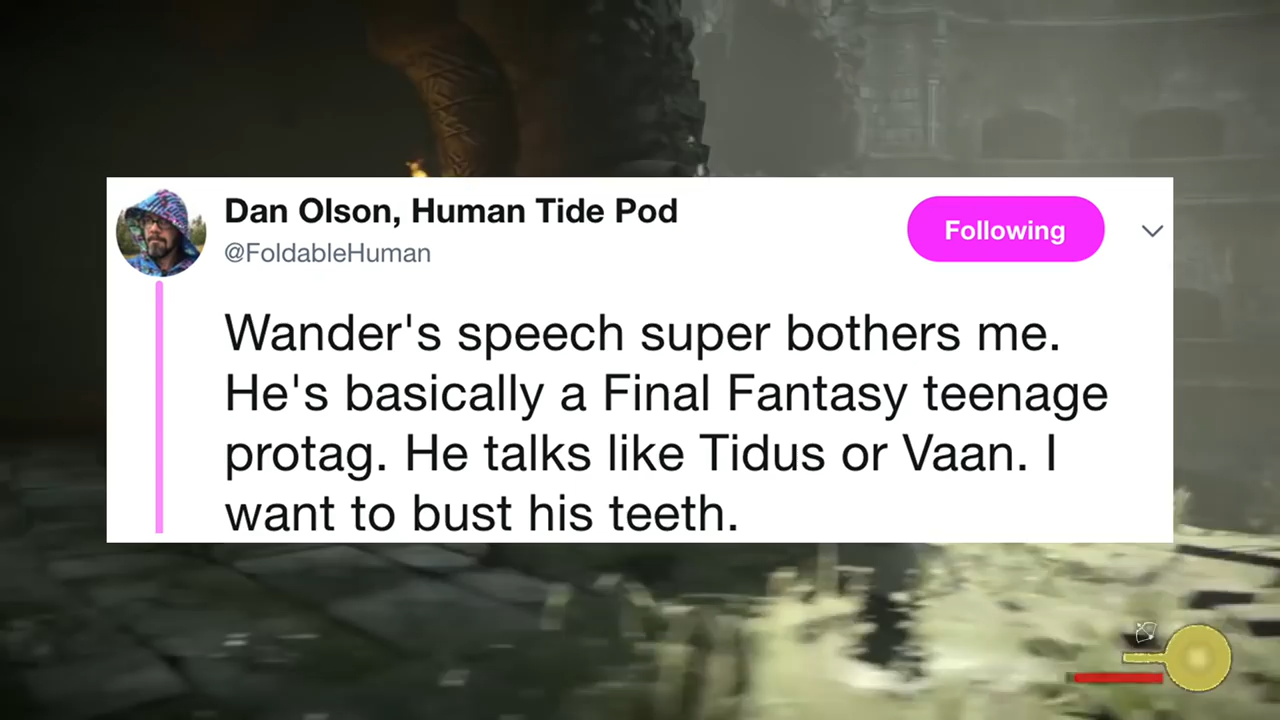 Dan Olson, Human Tide Pod
Following
@FoldableHuman
Wander's speech super bothers me.
He's basically a Final Fantasy teenage
protag. He talks like Tidus or Vaan. I
want to bust his teeth.